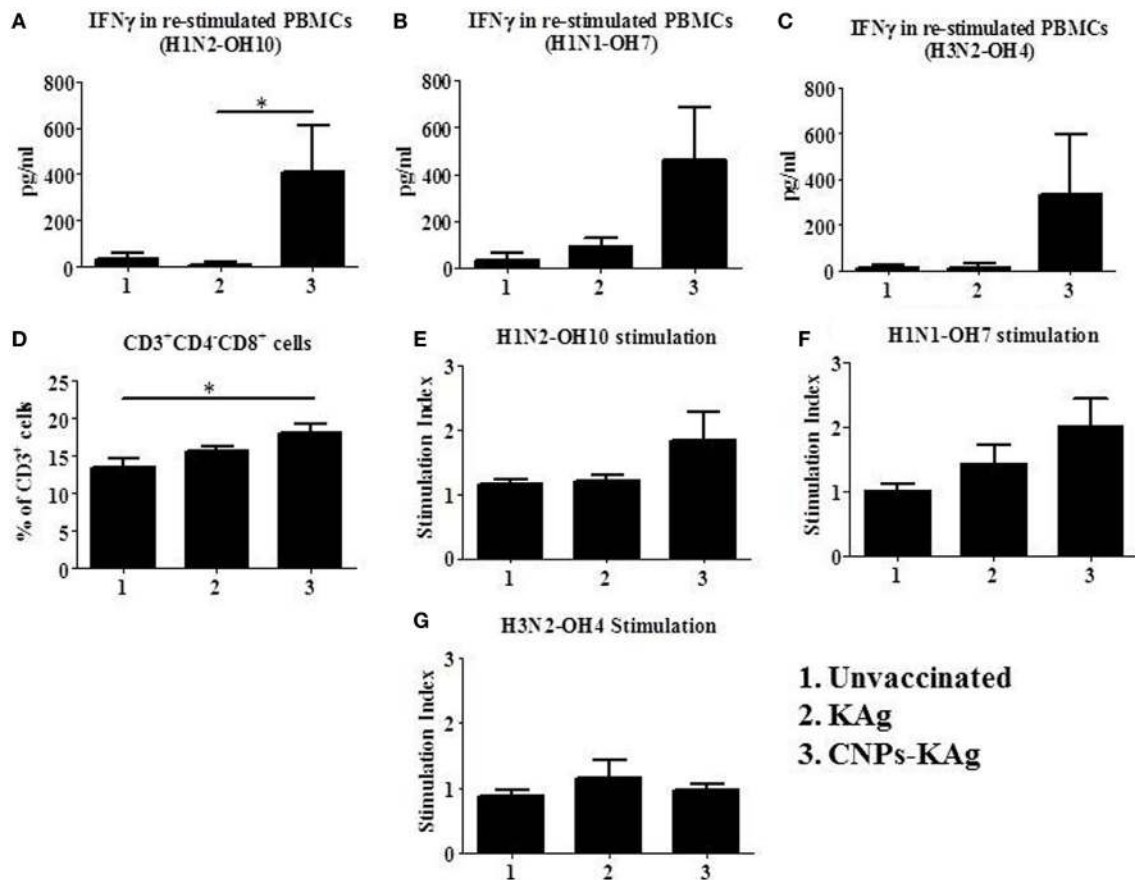 A
IFNγ in re-stimulated PBMCs
(H1N2-OH10)
pg/ml
800
600
400
200
0
*
1 2 3
B
IFNγ in re-stimulated PBMCs
(H1N1-OH7)
pg/ml
800
600
400
200
0
1 2 3
C
IFNγ in re-stimulated PBMCs
(H3N2-OH4)
pg/ml
800
600
400
200
0
1 2 3
D
CD3⁺CD4⁻CD8⁺ cells
% of CD3⁺ cells
25
20
15
10
5
0
*
1 2 3
E
H1N2-OH10 stimulation
Stimulation Index
3
2
1
0
1 2 3
F
H1N1-OH7 stimulation
Stimulation Index
3
2
1
0
1 2 3
G
H3N2-OH4 Stimulation
Stimulation Index
3
2
1
0
1 2 3
1. Unvaccinated
2. KAg
3. CNPs-KAg